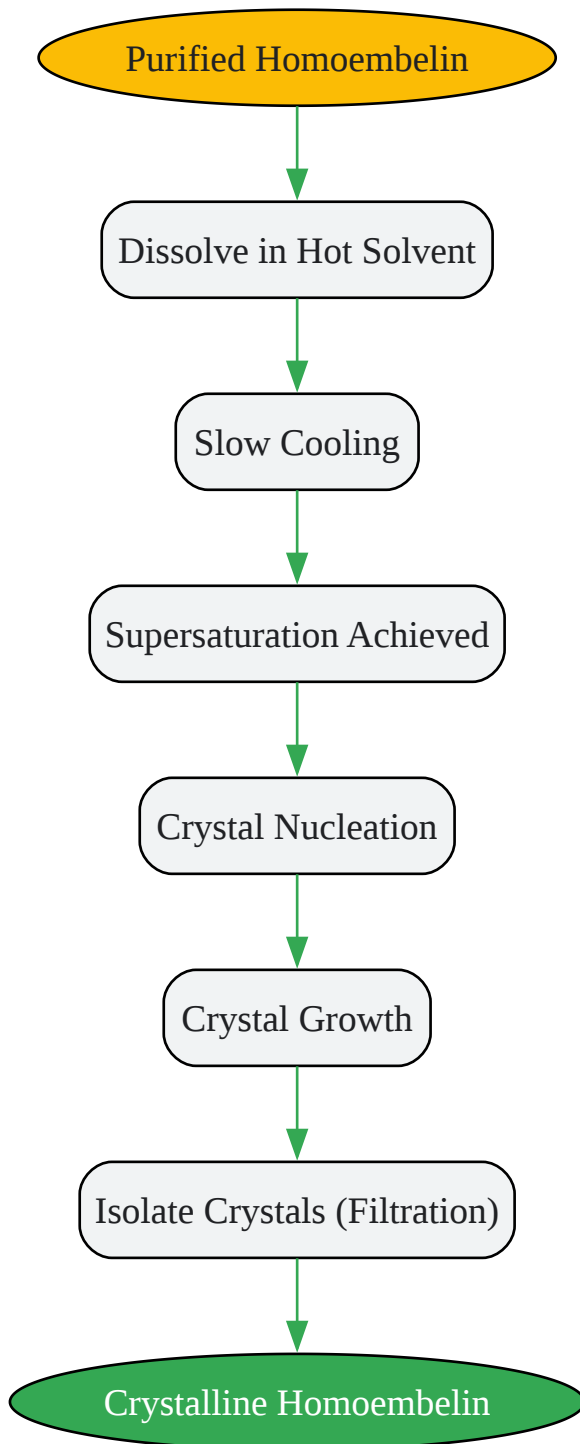 Purified Homoembelin
Dissolve in Hot Solvent
Slow Cooling
Supersaturation Achieved
Crystal Nucleation
Crystal Growth
Isolate Crystals (Filtration)
Crystalline Homoembelin